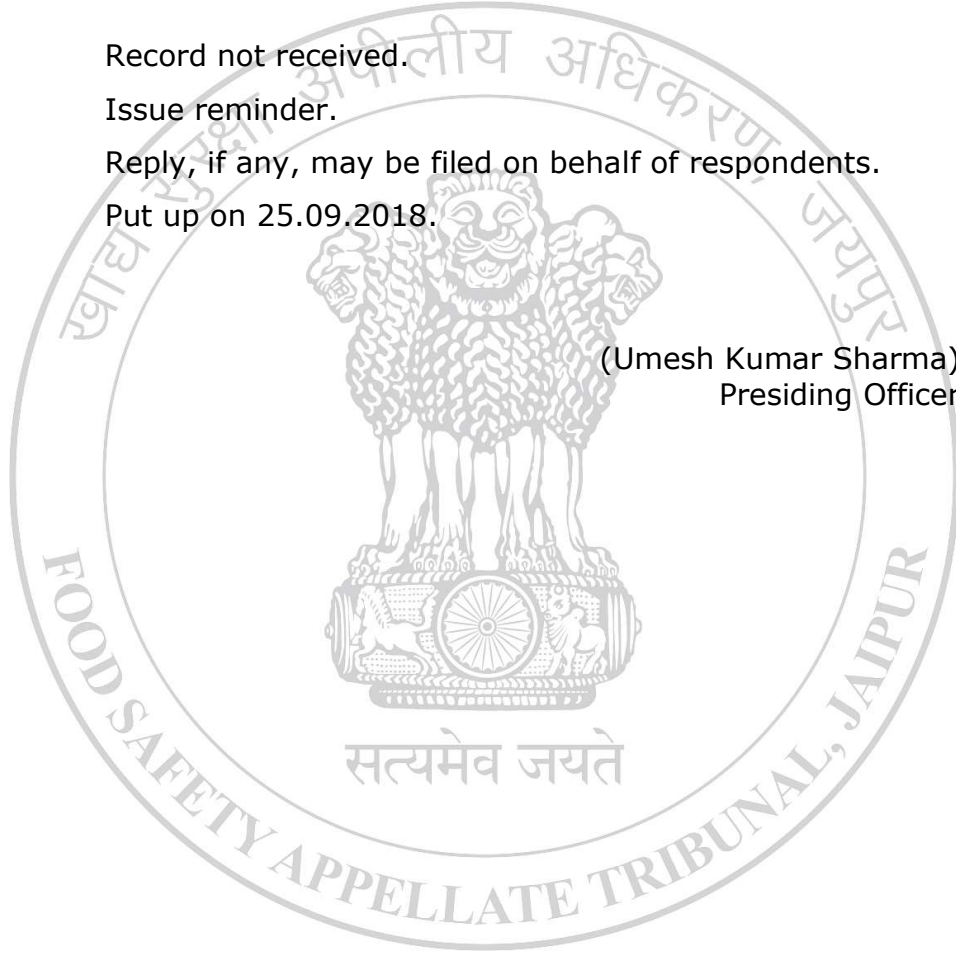 Record not received.
Issue reminder.
Reply, if any, may be filed on behalf of respondents.
Put up on 25.09.2018.
(Umesh Kumar Sharma)
Presiding Officer
खाद्य सुरक्षा अपीलीय अधिकरण, जयपुर
सत्यमेव जयते
FOOD SAFETY APPELLATE TRIBUNAL, JAIPUR